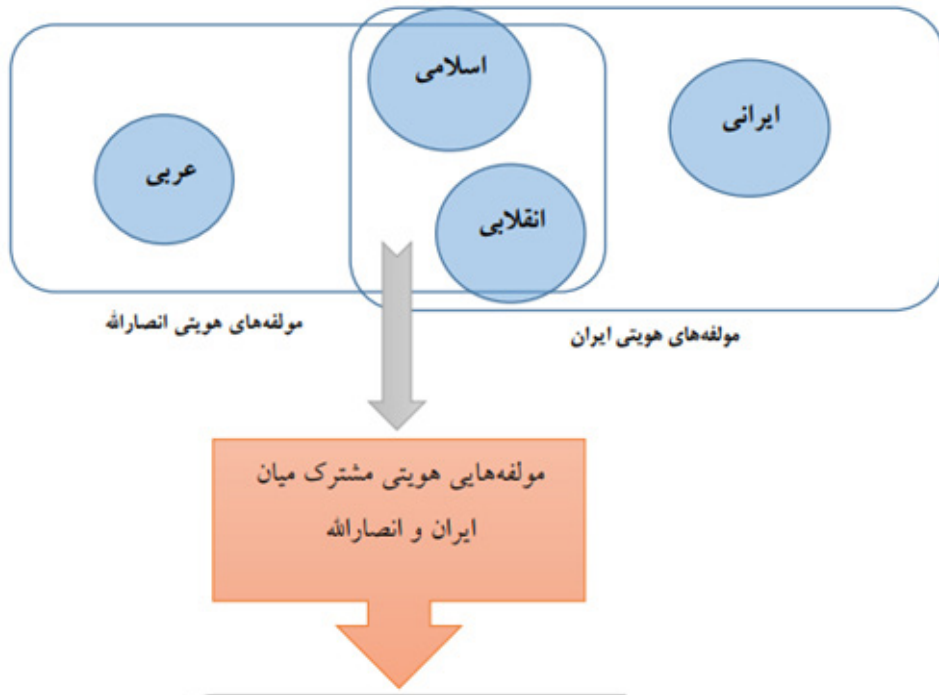 اسلامی
ایرانی
عربی
انقلابی
مولفه‌های هویتی ایران
مولفه‌های هویتی انصارالله
مولفه‌هایی هویتی مشترک میان
ایران و انصارالله